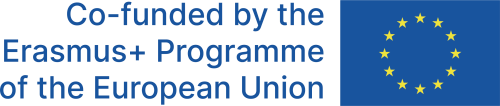 Co-funded by the
Erasmus+ Programme
of the European Union